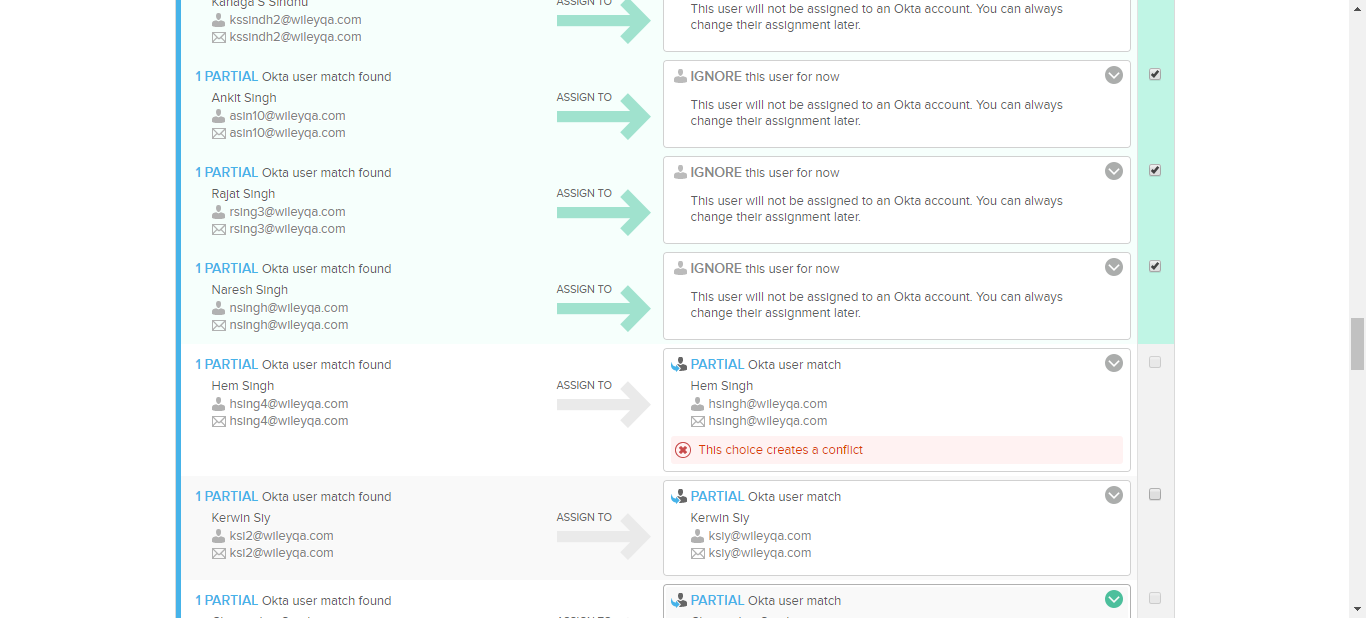 Kanaga S Sindhu
ASSIGN TO
kssindh2@wileyqa.com
kssindh2@wileyqa.com
This user will not be assigned to an Okta account. You can always
change their assignment later.
1 PARTIAL Okta user match found
Ankit Singh
asin10@wileyqa.com
asin10@wileyqa.com
ASSIGN TO
IGNORE this user for now
This user will not be assigned to an Okta account. You can always
change their assignment later.
1 PARTIAL Okta user match found
Rajat Singh
rsing3@wileyqa.com
rsing3@wileyqa.com
ASSIGN TO
IGNORE this user for now
This user will not be assigned to an Okta account. You can always
change their assignment later.
1 PARTIAL Okta user match found
Naresh Singh
nsingh@wileyqa.com
nsingh@wileyqa.com
ASSIGN TO
IGNORE this user for now
This user will not be assigned to an Okta account. You can always
change their assignment later.
1 PARTIAL Okta user match found
Hem Singh
hsing4@wileyqa.com
hsing4@wileyqa.com
ASSIGN TO
PARTIAL Okta user match
Hem Singh
hsingh@wileyqa.com
hsingh@wileyqa.com
This choice creates a conflict
1 PARTIAL Okta user match found
Kerwin Siy
ksi2@wileyqa.com
ksi2@wileyqa.com
ASSIGN TO
PARTIAL Okta user match
Kerwin Siy
ksiy@wileyqa.com
ksiy@wileyqa.com
1 PARTIAL Okta user match found
ASSIGN TO
PARTIAL Okta user match